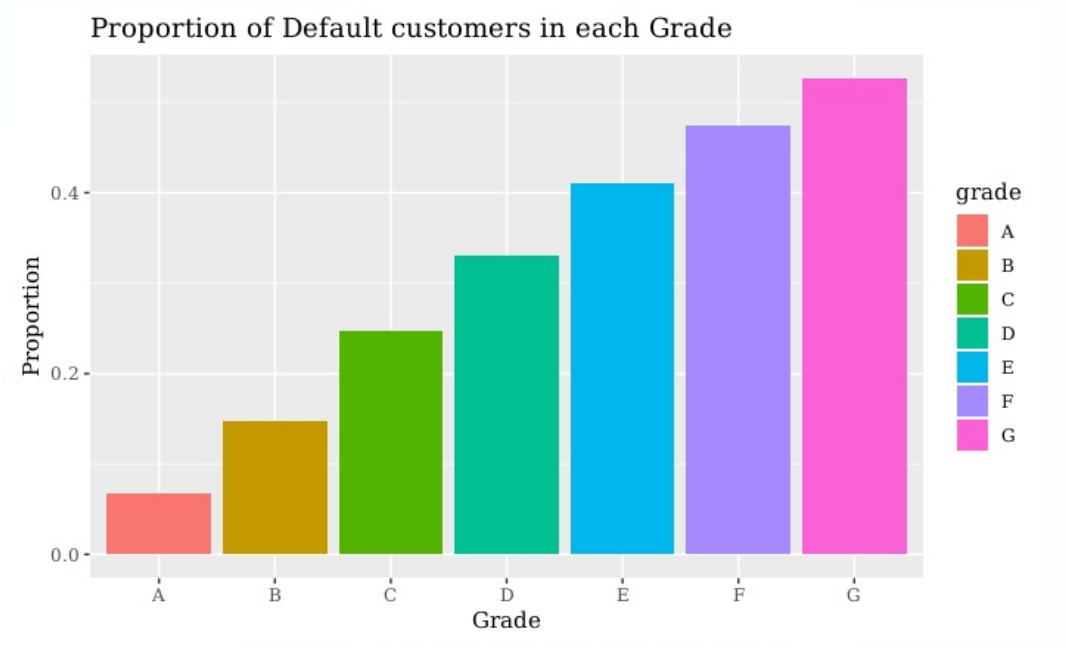 Proportion of Default customers in each Grade
Proportion
0.4
0.2
0.0
A B C D E F G
Grade
grade
A
B
C
D
E
F
G